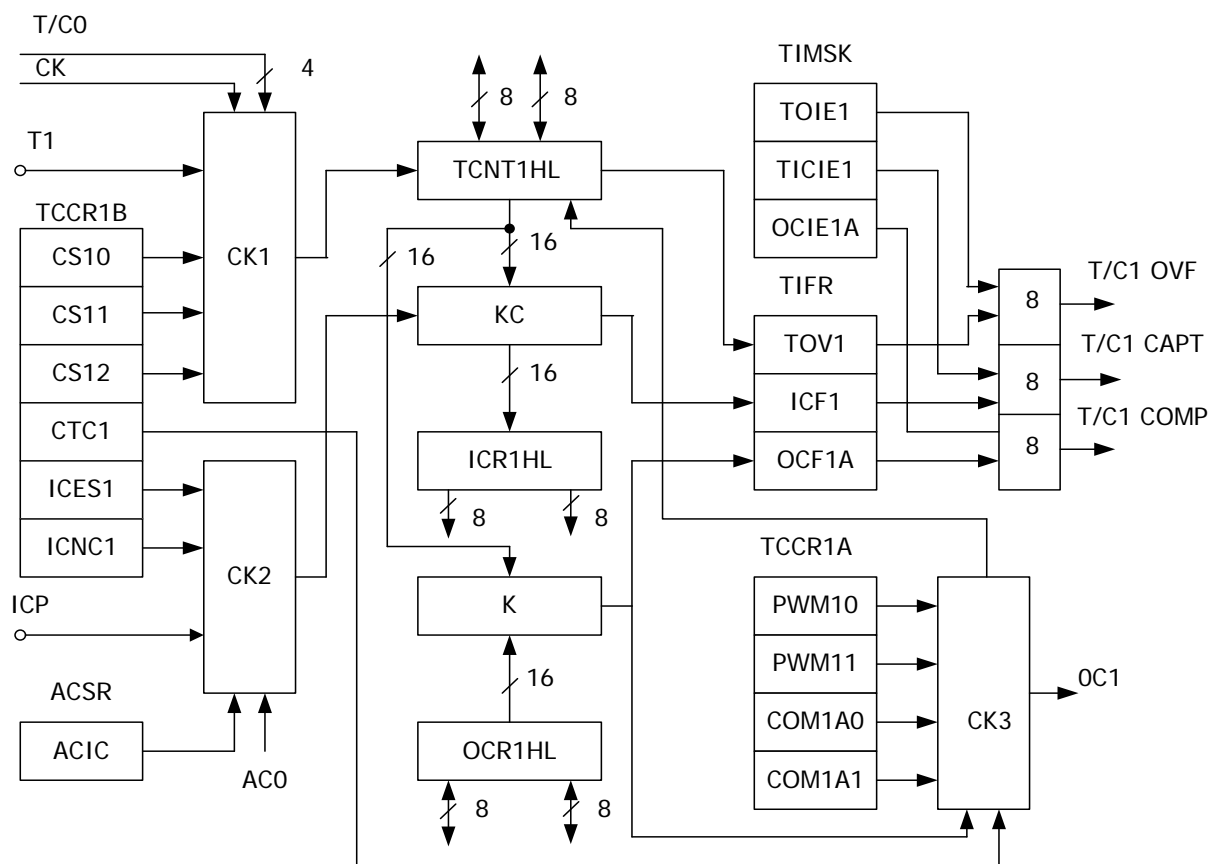 T/C0
CK
4
T1
TCCR1B
CS10
CS11
CS12
CTC1
ICES1
ICNC1
ICP
ACSR
ACIC
AC0
CK1
CK2
8
8
TCNT1HL
16
16
KC
16
ICR1HL
8
8
K
16
OCR1HL
8
8
TIMSK
TOIE1
TICIE1
OCIE1A
TIFR
TOV1
ICF1
OCF1A
8
8
8
T/C1 OVF
T/C1 CAPT
T/C1 COMP
TCCR1A
PWM10
PWM11
COM1A0
COM1A1
CK3
OC1